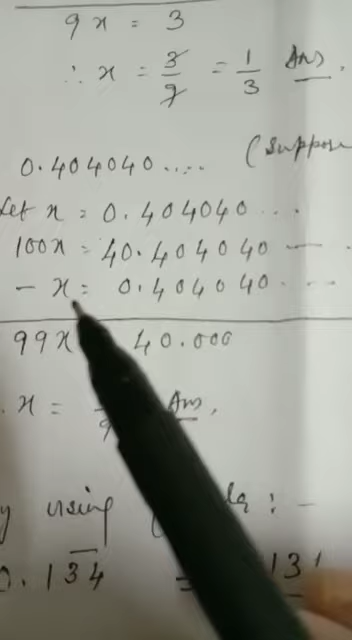 9x = 3
∴ x = 3/9 = 1/3 Ans.
0.404040.... (Suppose
Let x = 0.404040...
100x = 40.404040 —
- x = 0.404040...
99x 40.000
x = Ans.
using :—
0.134 = 131